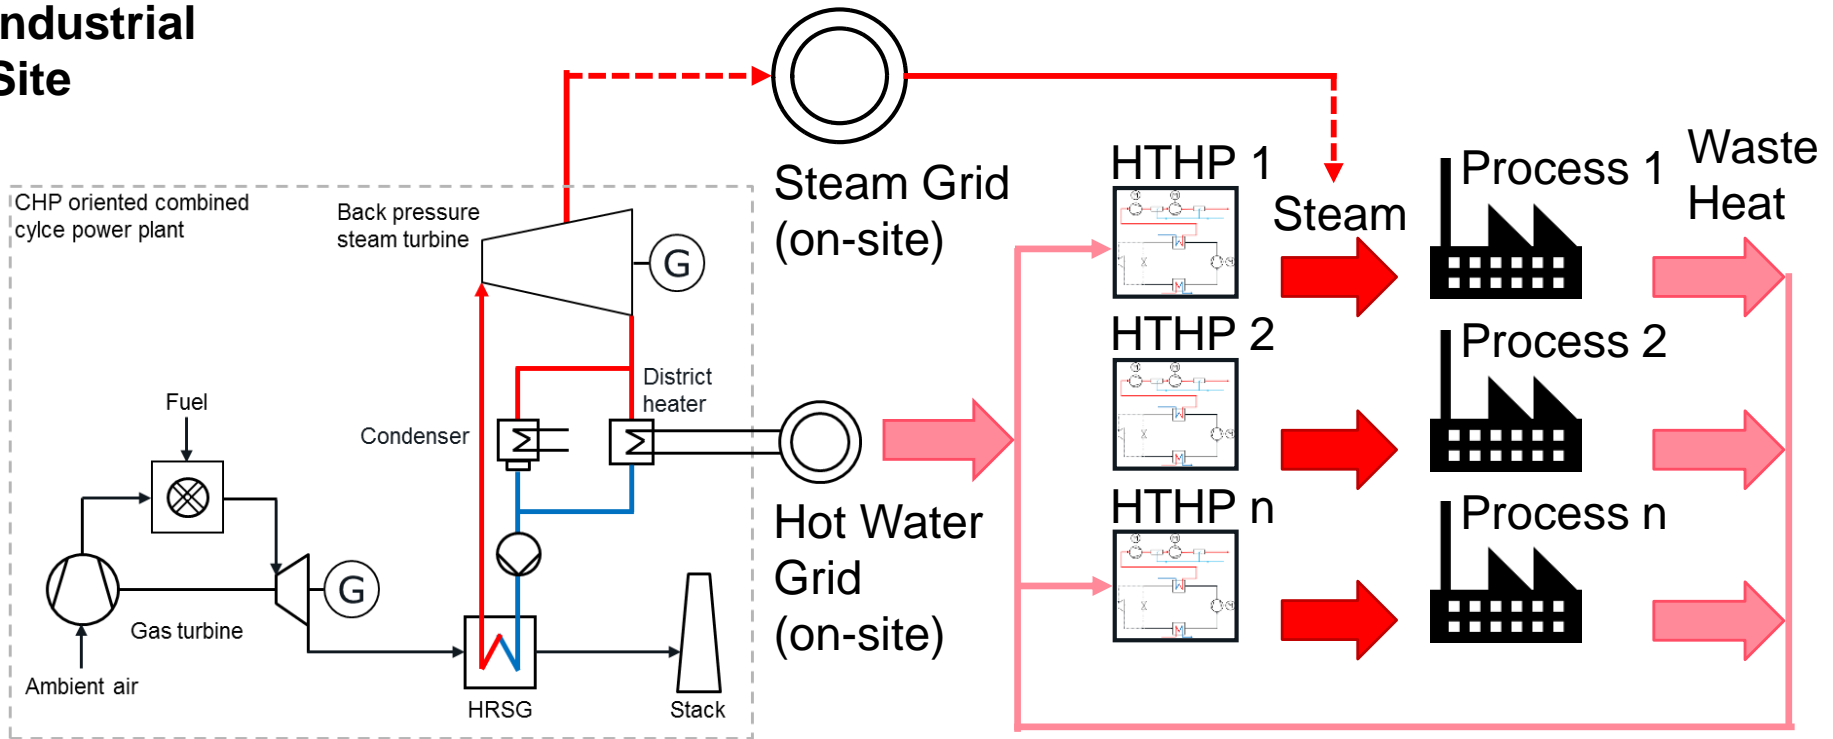 ndustrial
Site
CHP oriented combined
cylce power plant
Back pressure
steam turbine
G
Steam Grid
(on-site)
HTHP 1
Steam
Process 1
Waste
Heat
HTHP 2
Process 2
District
heater
Condenser
Fuel
Hot Water
Grid
(on-site)
HTHP n
Process n
G
Gas turbine
Ambient air
HRSG
Stack